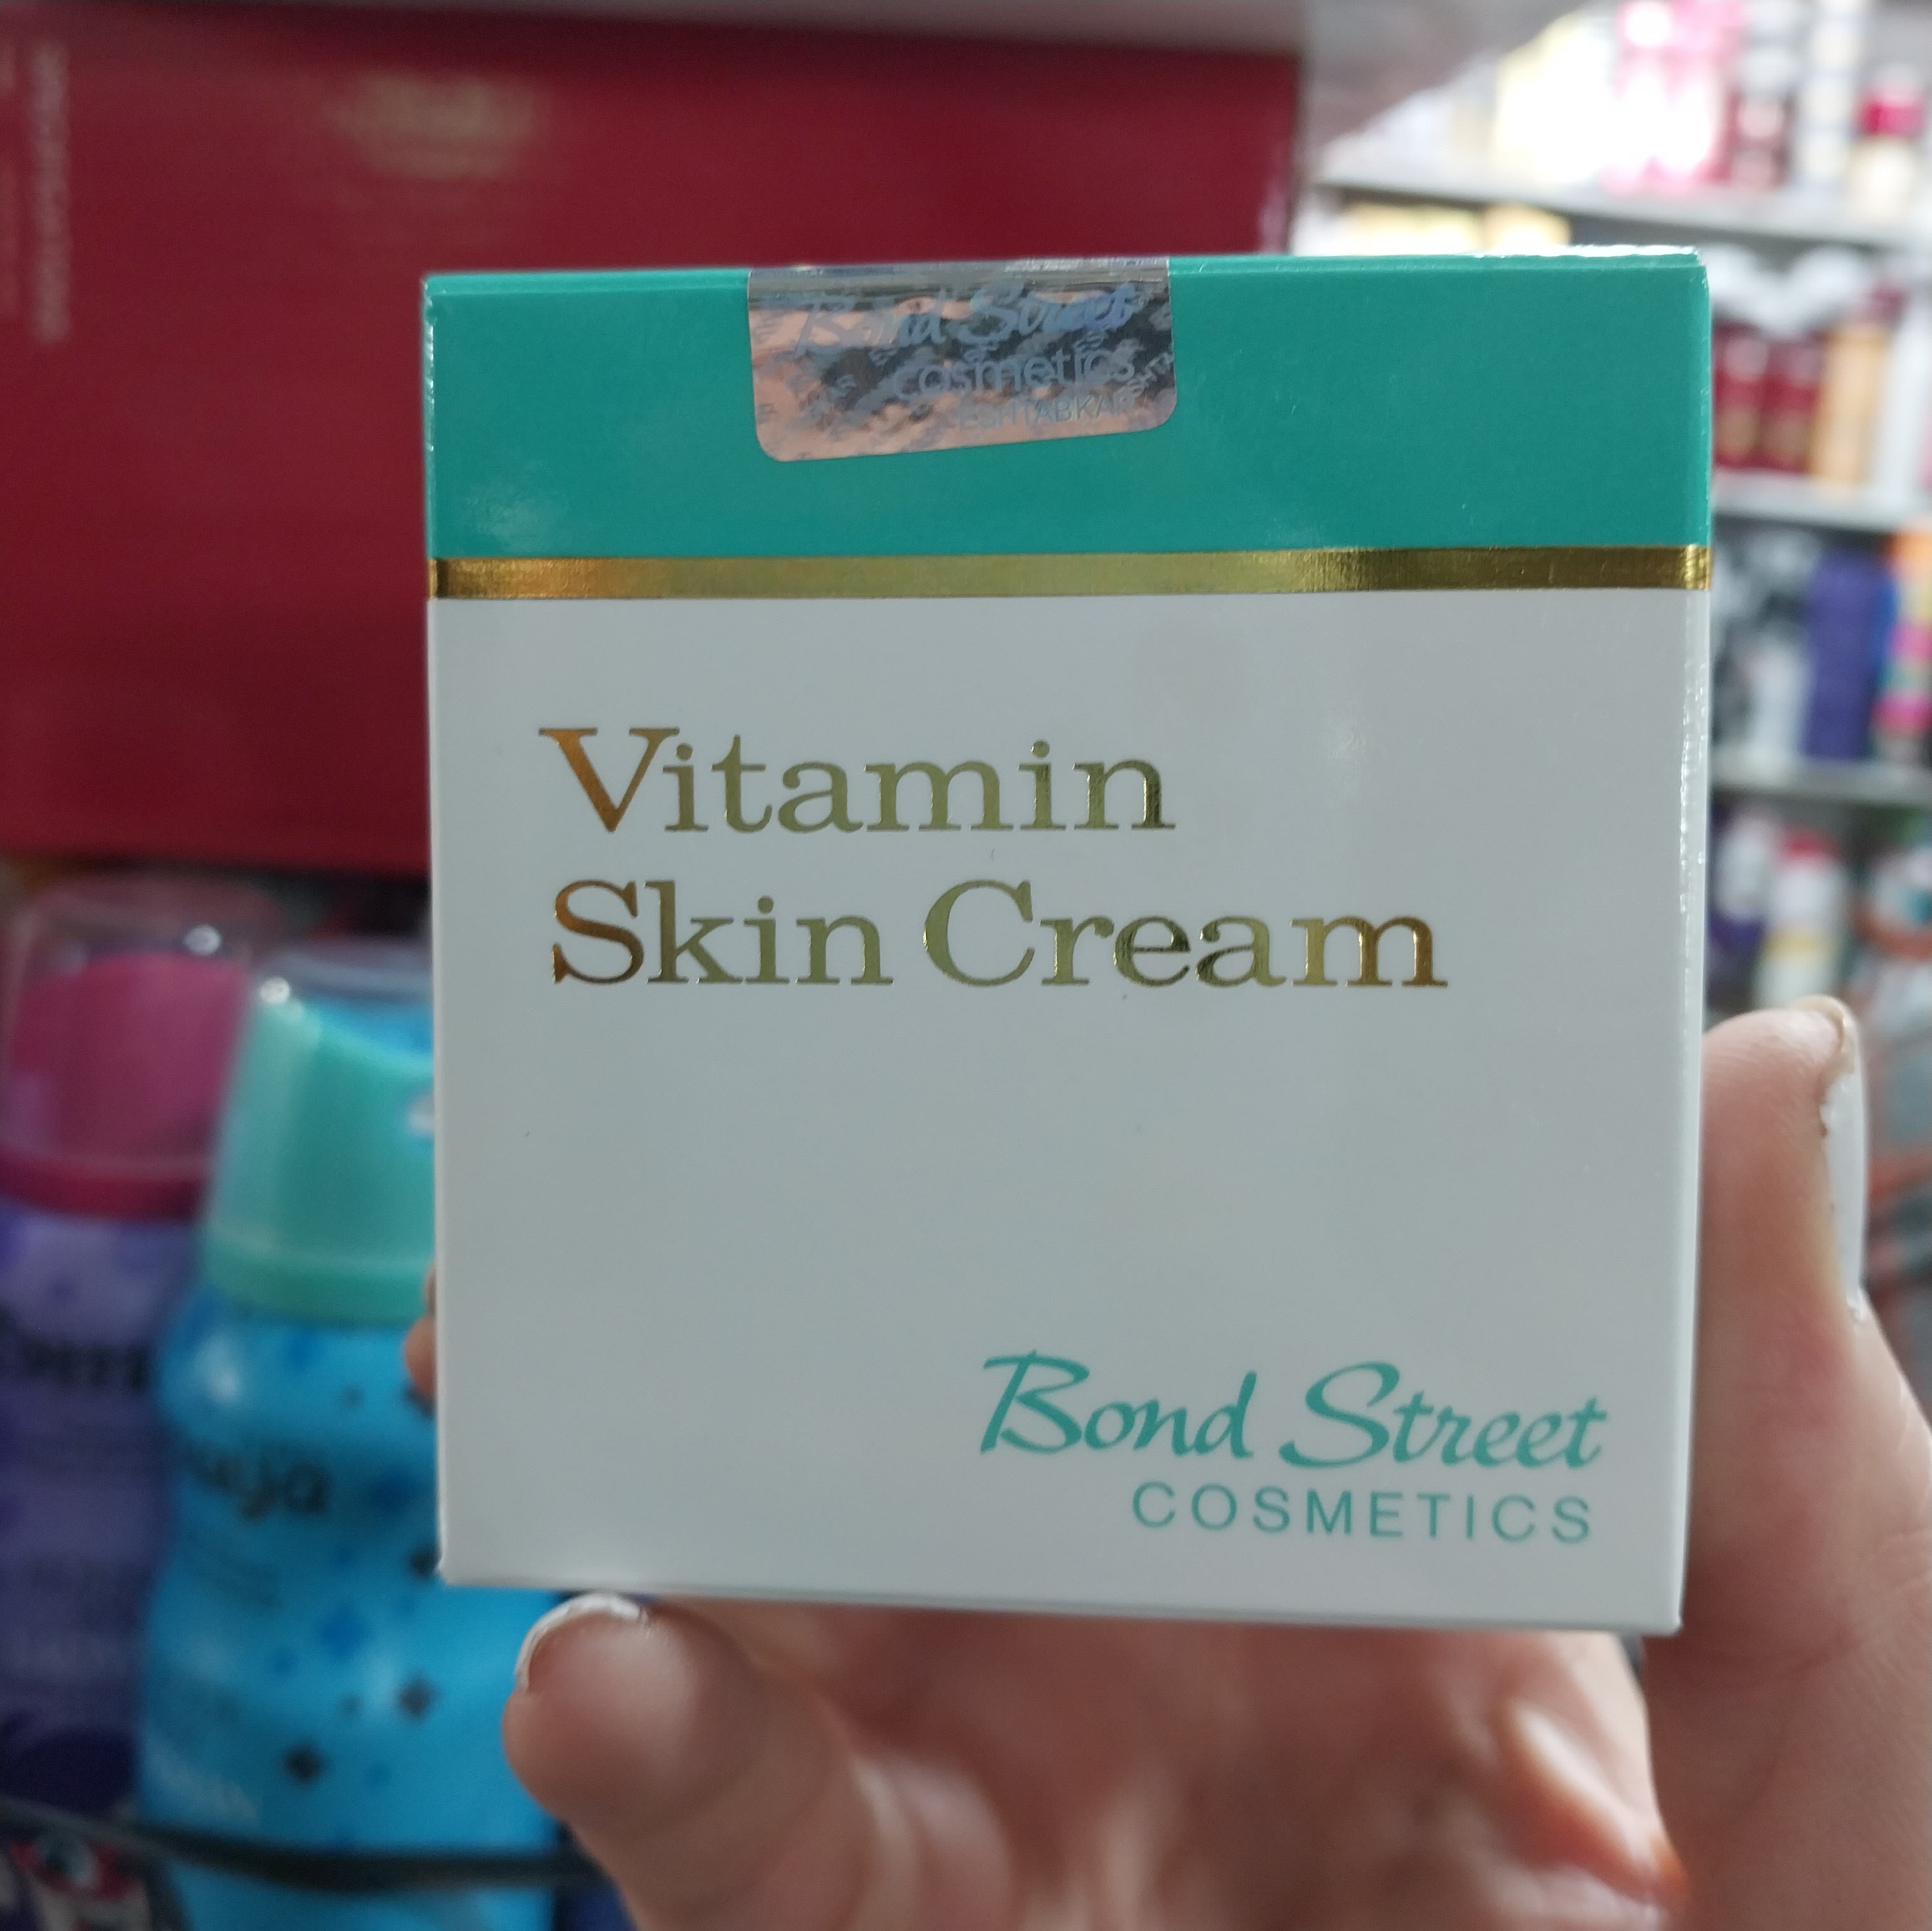 Bond Street
cosmetics
Vitamin
Skin Cream
Bond Street
COSMETICS